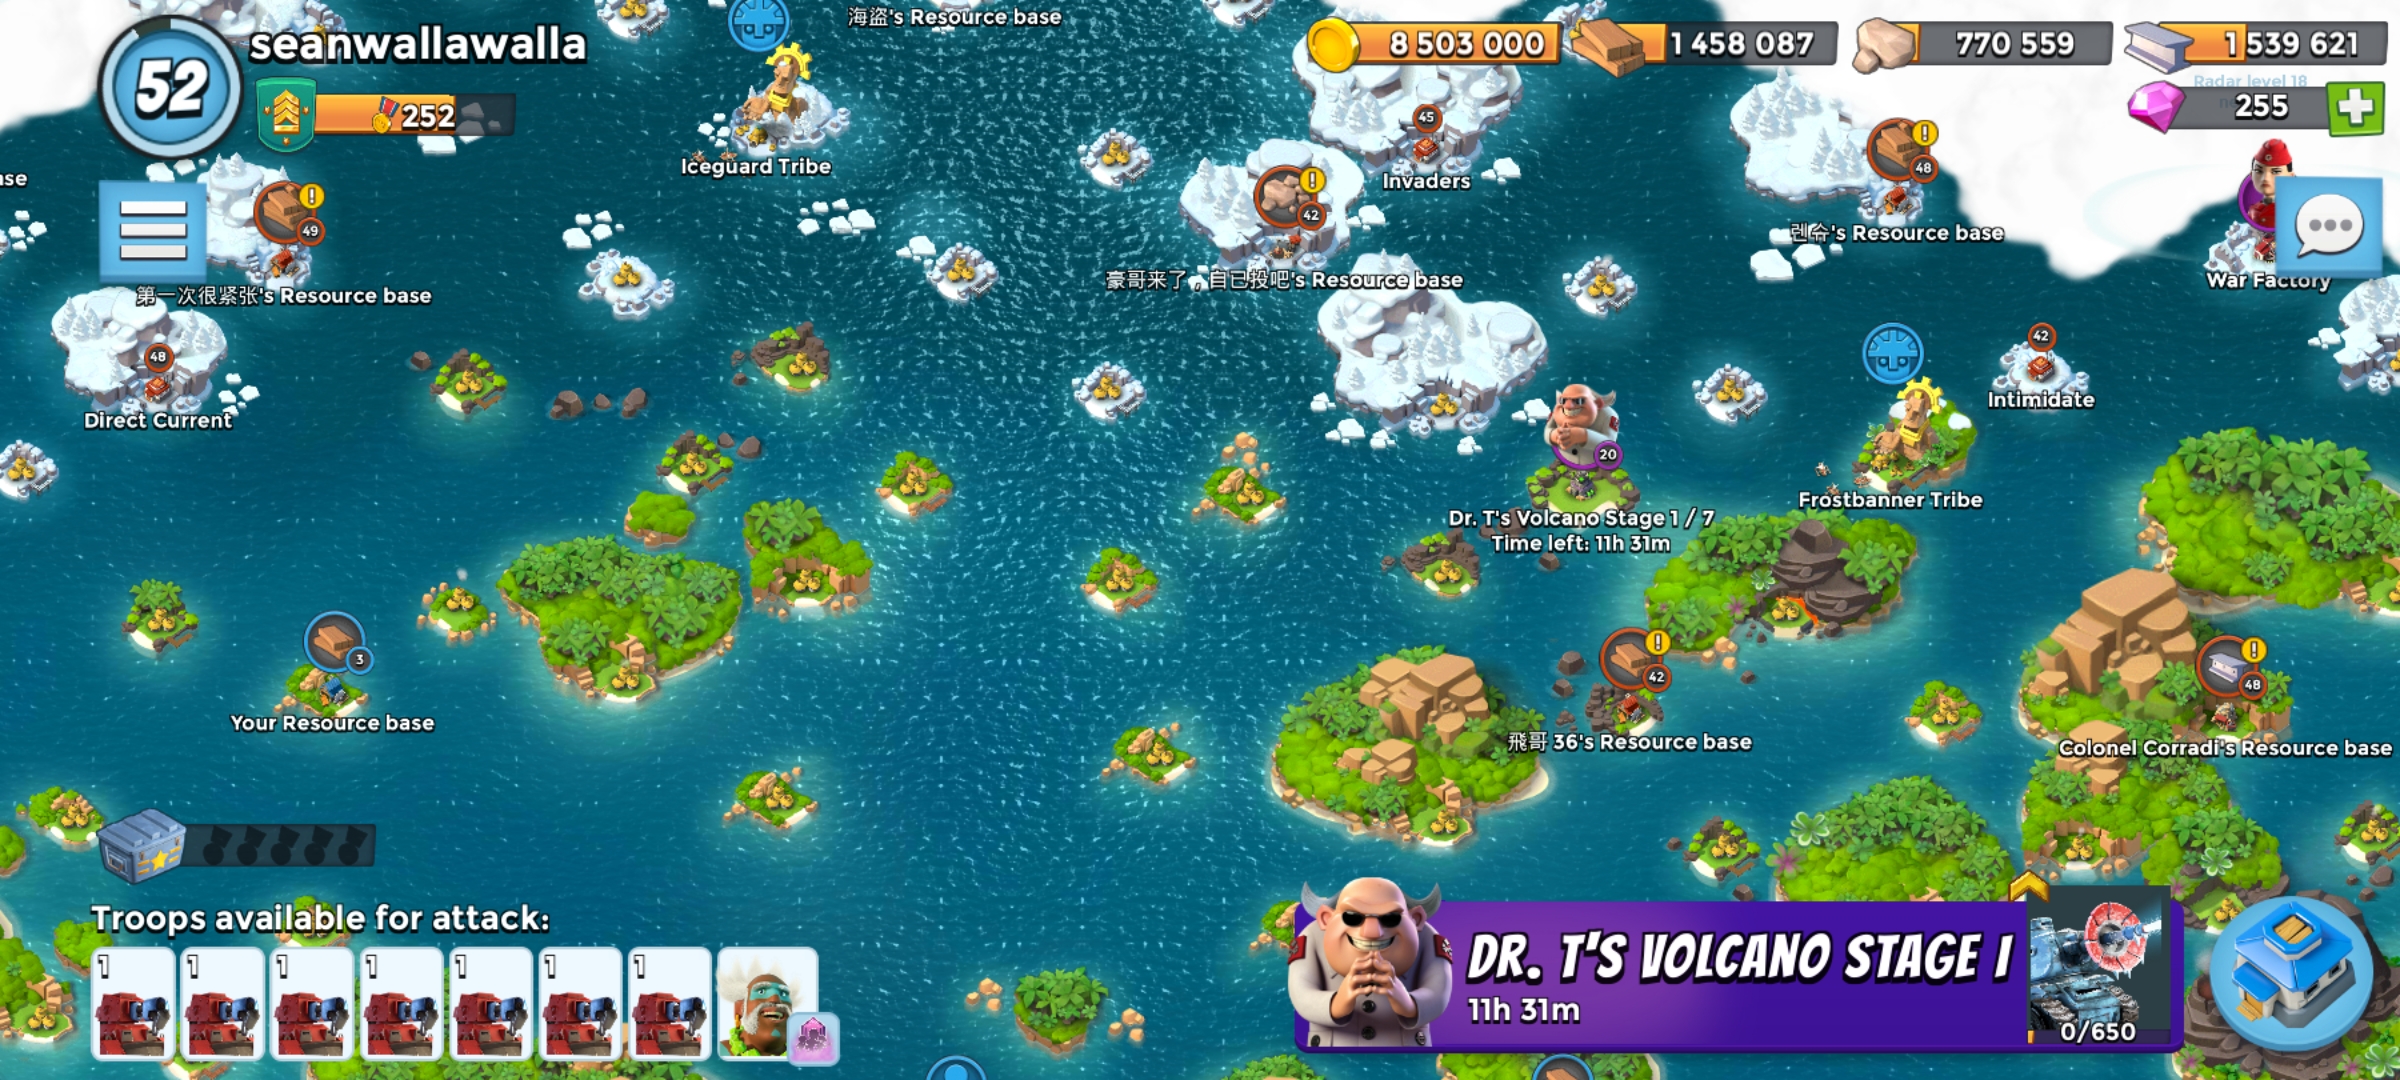 海盜's Resource base
52
seanwallawalla
252
8 503 000
1 458 087
770 559
1 539 621
Radar level 18
255
Iceguard Tribe
45
Invaders
42
豪哥来了，自已投吧's Resource base
48
렌슈's Resource base
War Factory
49
第一次很紧张's Resource base
48
Direct Current
42
Intimidate
20
Dr. T's Volcano Stage 1 / 7
Time left: 11h 31m
Frostbanner Tribe
3
Your Resource base
42
飛哥 36's Resource base
48
Colonel Corradi's Resource base
Troops available for attack:
1 1 1 1 1 1 1
DR. T'S VOLCANO STAGE I
11h 31m
0/650